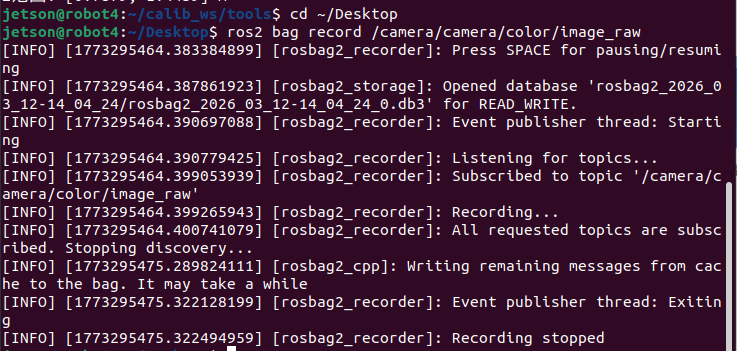 jetson@robot4:~/calib_ws/tools$ cd ~/Desktop
jetson@robot4:~/Desktop$ ros2 bag record /camera/camera/color/image_raw
[INFO] [1773295464.383384899] [rosbag2_recorder]: Press SPACE for pausing/resumi
ng
[INFO] [1773295464.387861923] [rosbag2_storage]: Opened database 'rosbag2_2026_0
3_12-14_04_24/rosbag2_2026_03_12-14_04_24_0.db3' for READ_WRITE.
[INFO] [1773295464.390697088] [rosbag2_recorder]: Event publisher thread: Starti
ng
[INFO] [1773295464.390779425] [rosbag2_recorder]: Listening for topics...
[INFO] [1773295464.399053939] [rosbag2_recorder]: Subscribed to topic '/camera/c
amera/color/image_raw'
[INFO] [1773295464.399265943] [rosbag2_recorder]: Recording...
[INFO] [1773295464.400741079] [rosbag2_recorder]: All requested topics are subsc
ribed. Stopping discovery...
[INFO] [1773295475.289824111] [rosbag2_cpp]: Writing remaining messages from cac
he to the bag. It may take a while
[INFO] [1773295475.322128199] [rosbag2_recorder]: Event publisher thread: Exitin
g
[INFO] [1773295475.322494959] [rosbag2_recorder]: Recording stopped